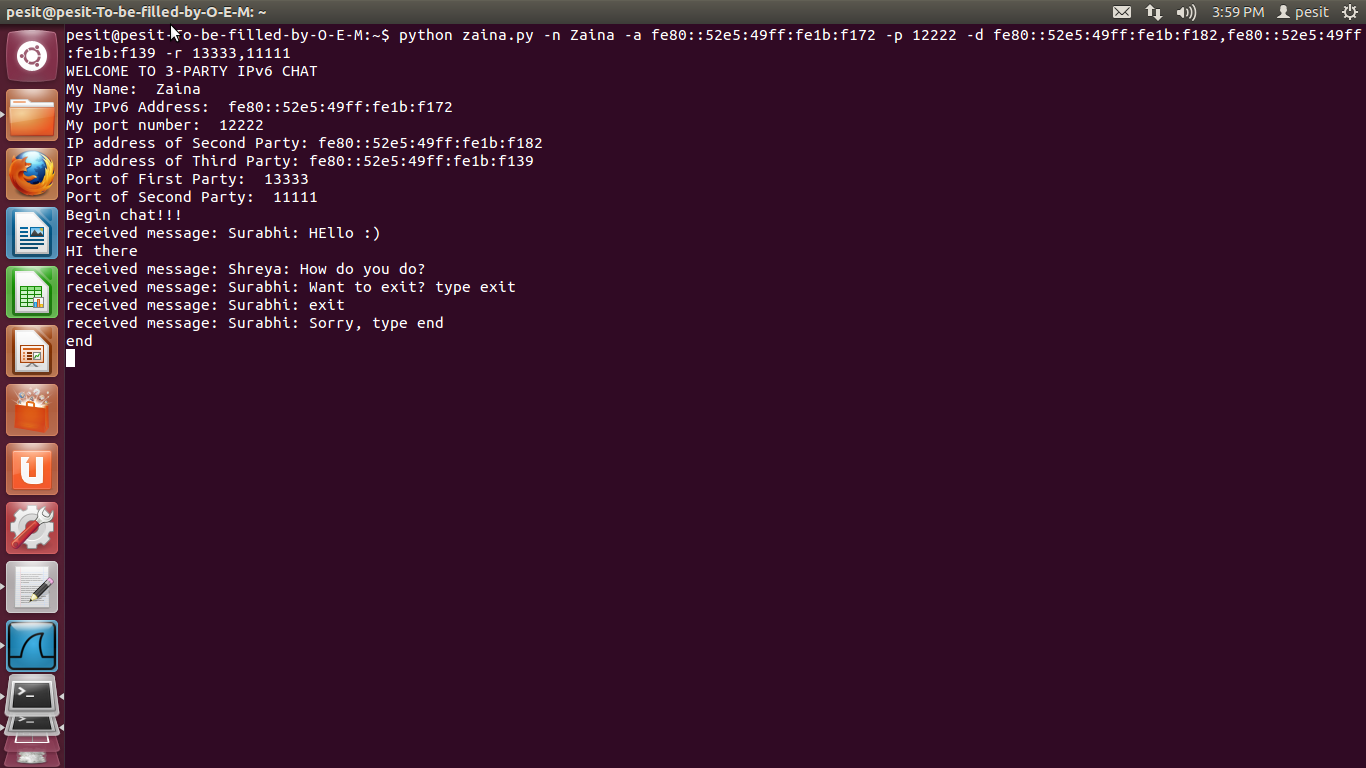 pesit@pesit-To-be-filled-by-O-E-M: ~
3:59 PM
pesit
pesit@pesit-To-be-filled-by-O-E-M:~$ python zaina.py -n Zaina -a fe80::52e5:49ff:fe1b:f172 -p 12222 -d fe80::52e5:49ff:fe1b:f182,fe80::52e5:49ff
:fe1b:f139 -r 13333,11111
WELCOME TO 3-PARTY IPv6 CHAT
My Name:  Zaina
My IPv6 Address:  fe80::52e5:49ff:fe1b:f172
My port number:  12222
IP address of Second Party: fe80::52e5:49ff:fe1b:f182
IP address of Third Party: fe80::52e5:49ff:fe1b:f139
Port of First Party:  13333
Port of Second Party:  11111
Begin chat!!!
received message: Surabhi: HEllo :)
HI there
received message: Shreya: How do you do?
received message: Surabhi: Want to exit? type exit
received message: Surabhi: exit
received message: Surabhi: Sorry, type end
end